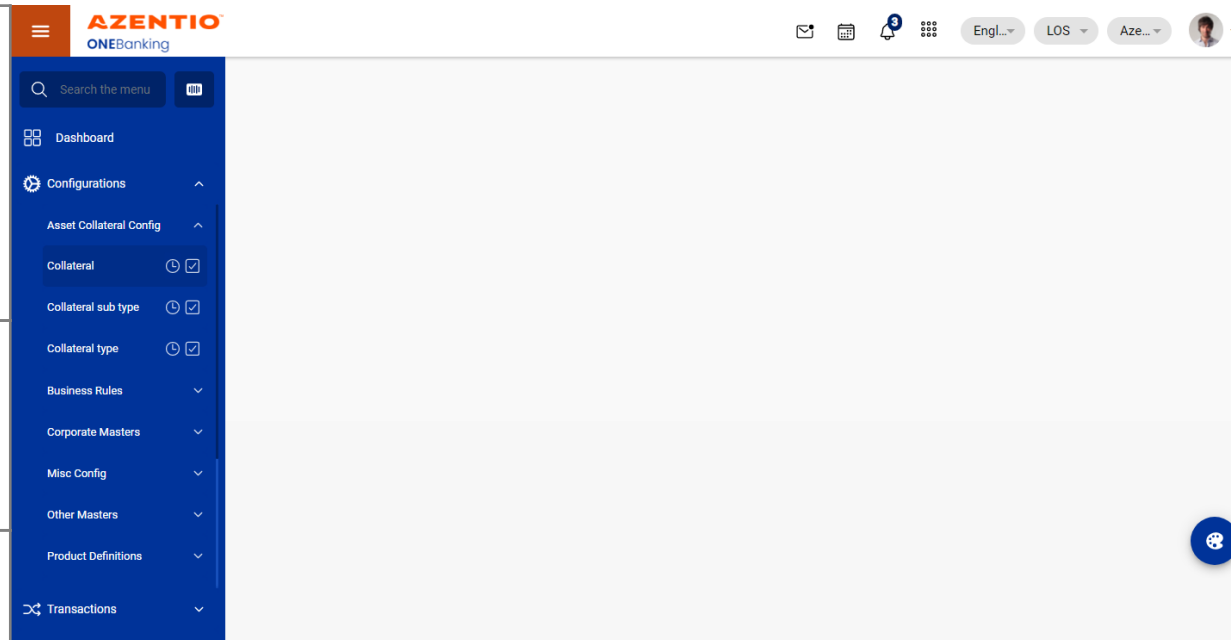 AZENTIO
ONEBanking
3
Engl...
LOS
Aze...
Search the menu
Dashboard
Configurations
Asset Collateral Config
Collateral
Collateral sub type
Collateral type
Business Rules
Corporate Masters
Misc Config
Other Masters
Product Definitions
Transactions